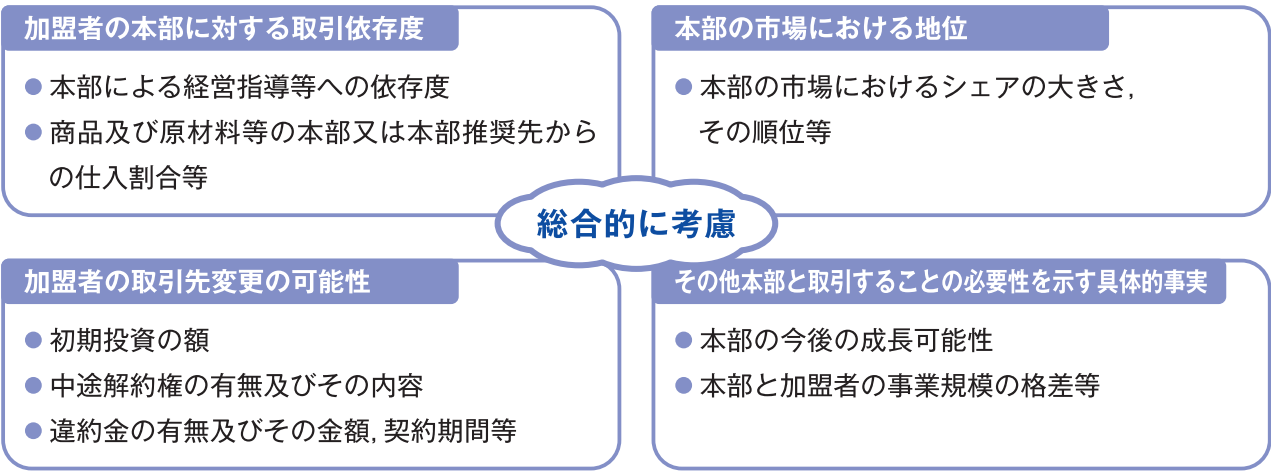 加盟者の本部に対する取引依存度
● 本部による経営指導等への依存度
● 商品及び原材料等の本部又は本部推奨先から
の仕入割合等
本部の市場における地位
● 本部の市場におけるシェアの大きさ,
その順位等
総合的に考慮
加盟者の取引先変更の可能性
● 初期投資の額
● 中途解約権の有無及びその内容
● 違約金の有無及びその金額, 契約期間等
その他本部と取引することの必要性を示す具体的事実
● 本部の今後の成長可能性
● 本部と加盟者の事業規模の格差等